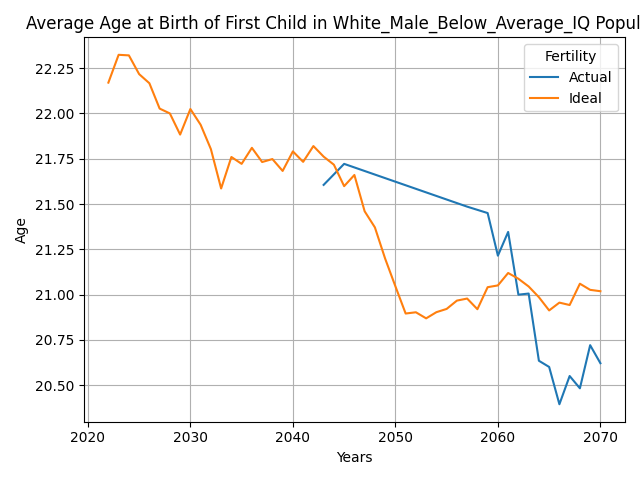 Average Age at Birth of First Child in White_Male_Below_Average_IQ Popul
Fertility
Actual
Ideal
22.25
22.00
21.75
21.50
21.25
21.00
20.75
20.50
Age
2020 2030 2040 2050 2060 2070
Years